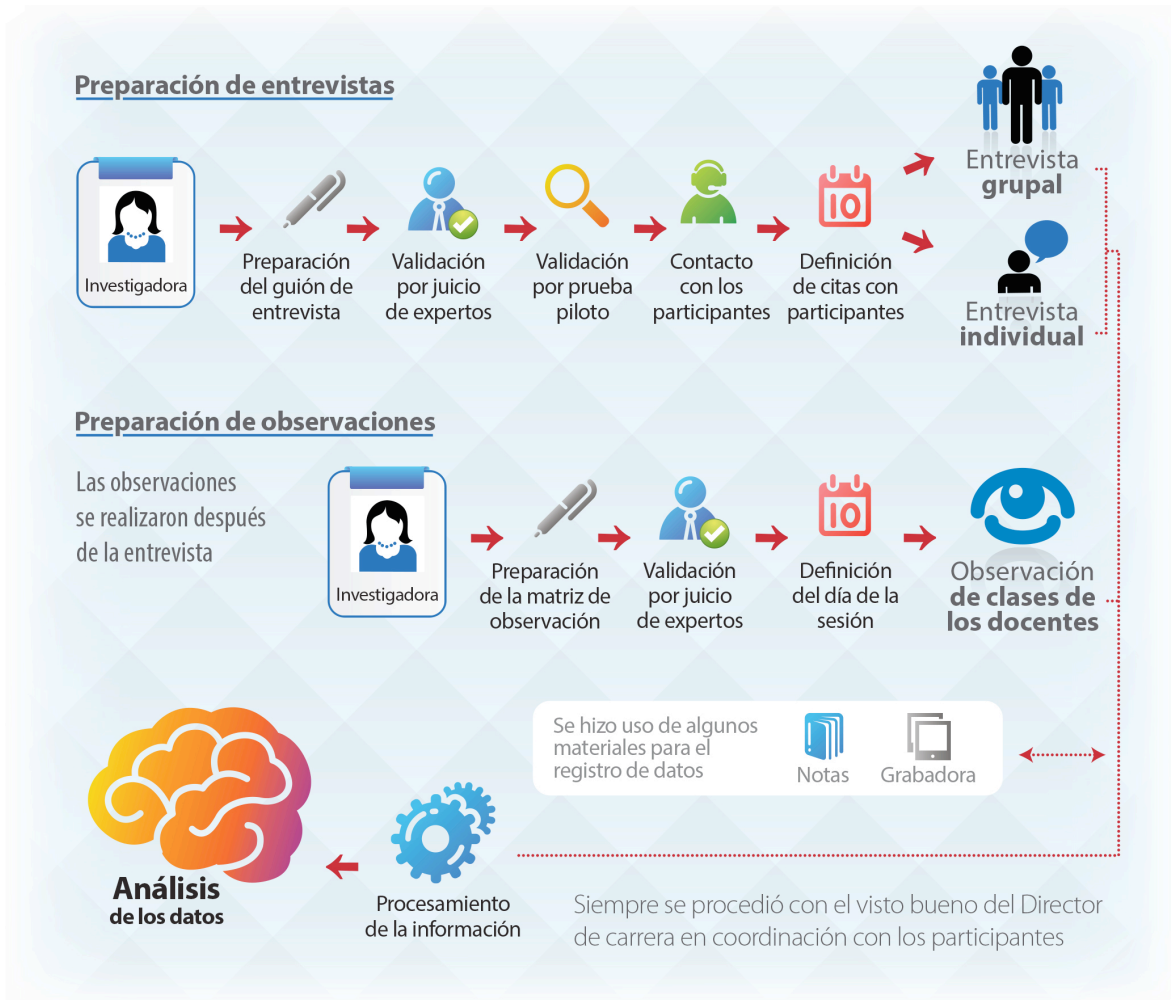 Preparación de entrevistas
Investigadora
Preparación
del guión de
entrevista
Validación
por juicio
de expertos
Validación
por prueba
piloto
Contacto
con los
participantes
10
Definición
de citas con
participantes
Entrevista
grupal
Entrevista
individual
Preparación de observaciones
Las observaciones
se realizaron después
de la entrevista
Investigadora
Preparación
de la matriz de
observación
Validación
por juicio
de expertos
10
Definición
del día de la
sesión
Observación
de clases de
los docentes
Se hizo uso de algunos
materiales para el
registro de datos
Notas
Grabadora
Análisis
de los datos
Procesamiento
de la información
Siempre se procedió con el visto bueno del Director
de carrera en coordinación con los participantes